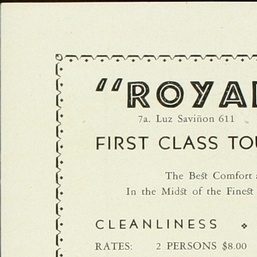 "ROYAL
7a. Luz Saviñon 611
FIRST CLASS TOU
The Best Comfort a
In the Midst of the Finest
CLEANLINESS
RATES: 2 PERSONS $8.00